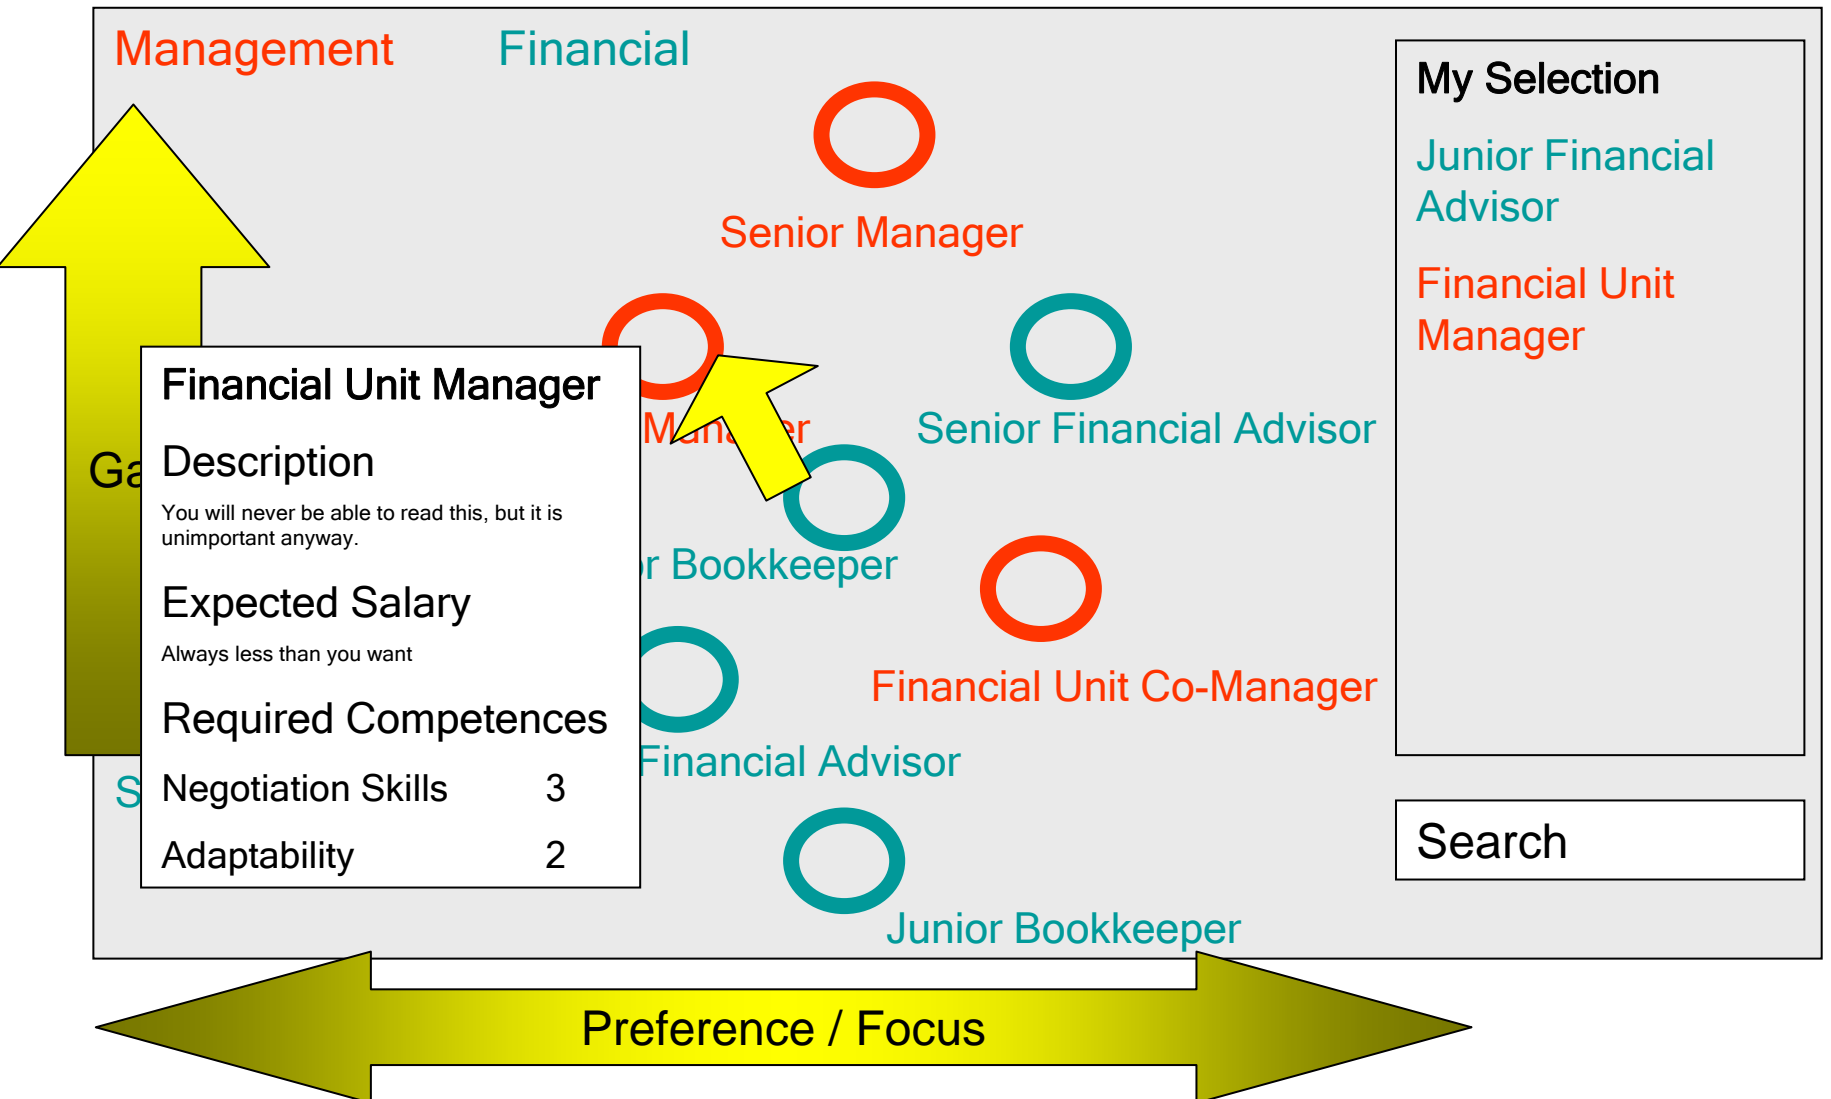 Management
Financial
My Selection
Junior Financial
Advisor
Financial Unit
Manager
Senior Manager
Senior Financial Advisor
Financial Unit Manager
Description
You will never be able to read this, but it is
unimportant anyway.
Expected Salary
Always less than you want
Required Competences
Negotiation Skills 3
Adaptability 2
Bookkeeper
Financial Unit Co-Manager
Financial Advisor
Junior Bookkeeper
Search
Preference / Focus